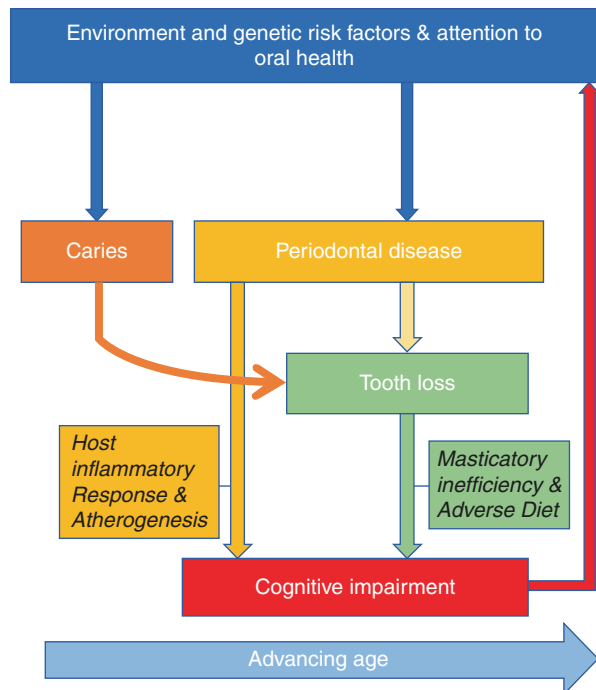 Environment and genetic risk factors & attention to
oral health
Caries
Periodontal disease
Tooth loss
Host
inflammatory
Response &
Atherogenesis
Masticatory
inefficiency &
Adverse Diet
Cognitive impairment
Advancing age